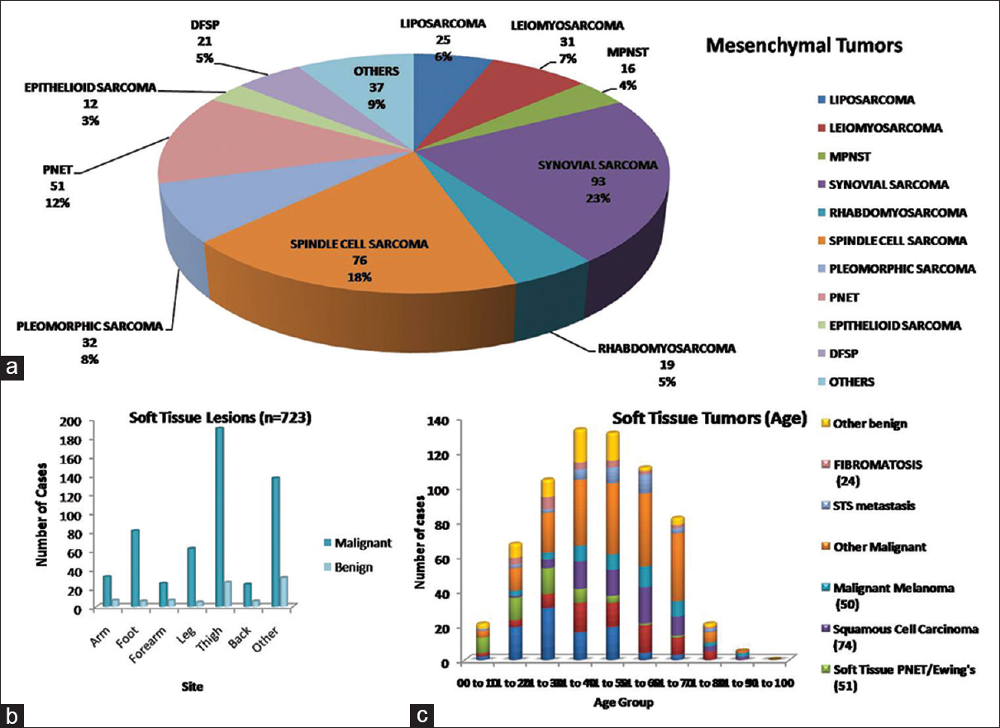 Mesenchymal Tumors
LIPOSARCOMA
25
6%
LEIOMYOSARCOMA
31
7%
MPNST
16
4%
SYNOVIAL SARCOMA
93
23%
RHABDOMYOSARCOMA
19
5%
SPINDLE CELL SARCOMA
76
18%
PLEOMORPHIC SARCOMA
32
8%
PNET
51
12%
EPITHELIOID SARCOMA
12
3%
DFSP
21
5%
OTHERS
37
9%
LIPOSARCOMA
LEIOMYOSARCOMA
MPNST
SYNOVIAL SARCOMA
RHABDOMYOSARCOMA
SPINDLE CELL SARCOMA
PLEOMORPHIC SARCOMA
PNET
EPITHELIOID SARCOMA
DFSP
OTHERS
a
Soft Tissue Lesions (n=723)
Number of Cases
200
180
160
140
120
100
80
60
40
20
0
Arm
Foot
Forearm
Leg
Thigh
Back
Other
Site
Malignant
Benign
b
Soft Tissue Tumors (Age)
Number of cases
140
120
100
80
60
40
20
0
Age Group
Other benign
FIBROMATOSIS
(24)
STS metastasis
Other Malignant
Malignant Melanoma
(50)
Squamous Cell Carcinoma
(74)
Soft Tissue PNET/Ewing's
(51)
c